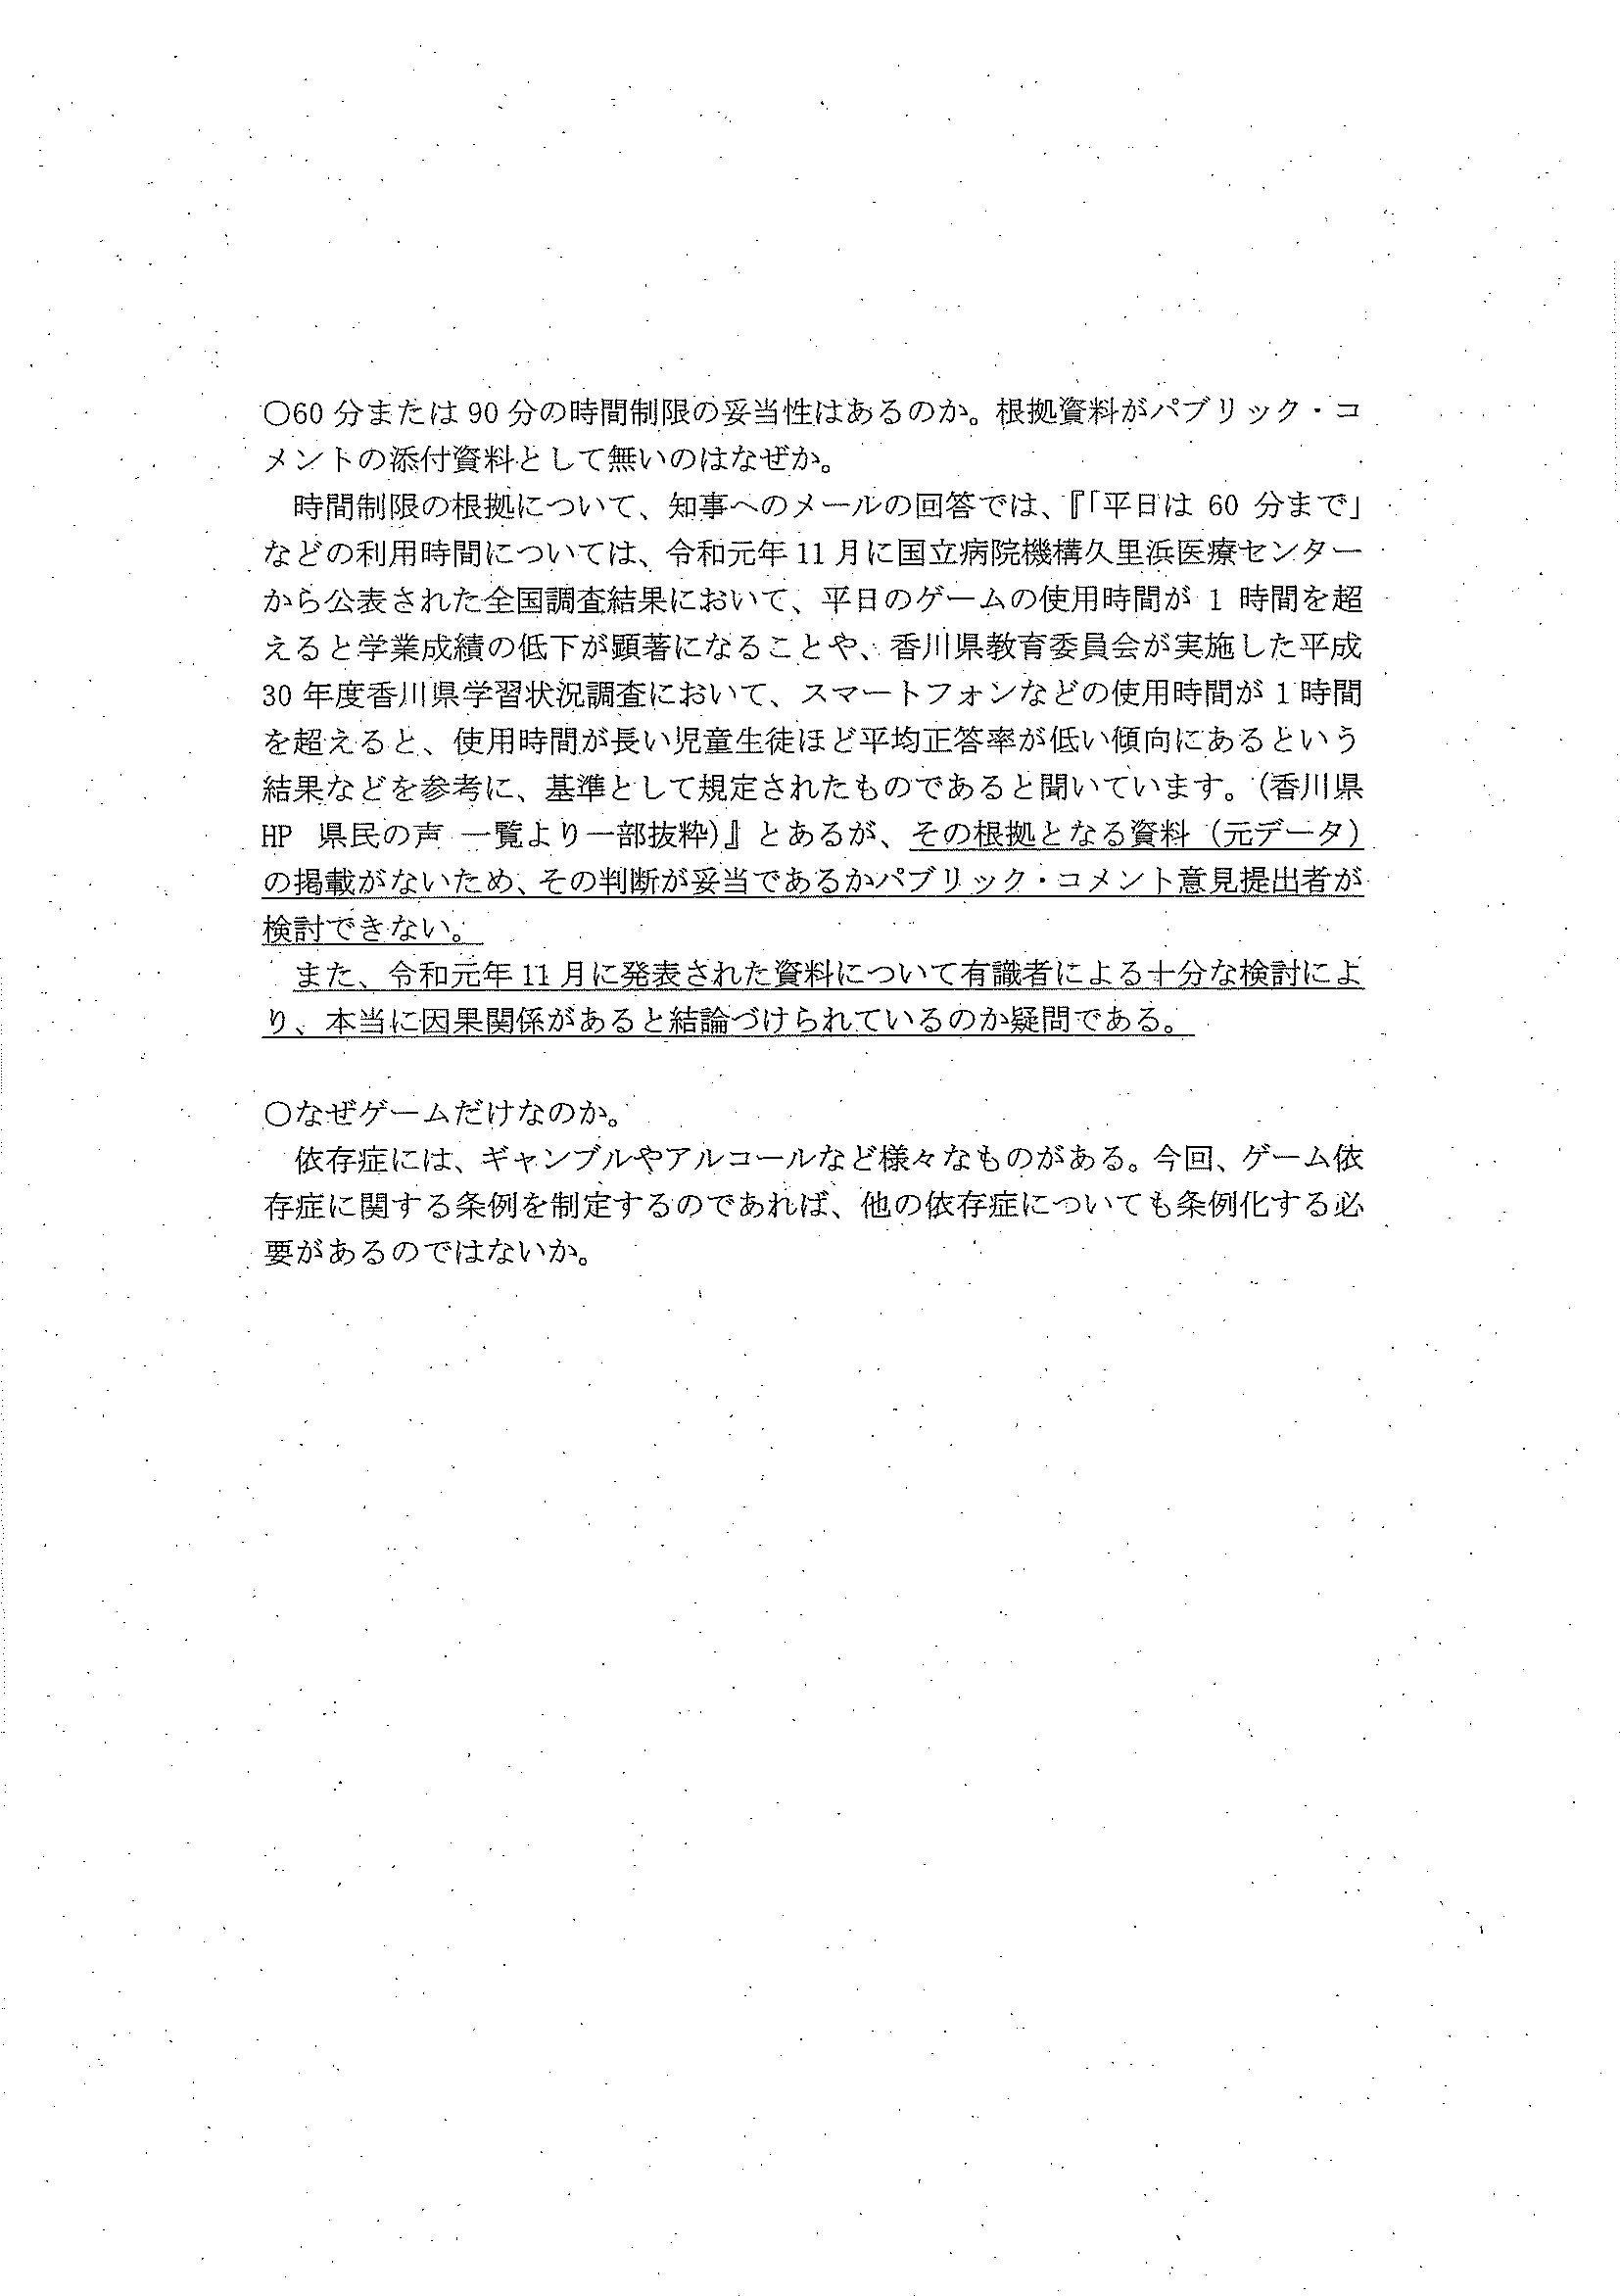 ○60 分または 90 分の時間制限の妥当性はあるのか。根拠資料がパブリック・コ
メントの添付資料として無いのはなぜか。
　時間制限の根拠について、知事へのメールの回答では、『「平日は 60 分まで」
などの利用時間については、令和元年 11 月に国立病院機構久里浜医療センター
から公表された全国調査結果において、平日のゲームの使用時間が 1 時間を超
えると学業成績の低下が顕著になることや、香川県教育委員会が実施した平成
30 年度香川県学習状況調査において、スマートフォンなどの使用時間が 1 時間
を超えると、使用時間が長い児童生徒ほど平均正答率が低い傾向にあるという
結果などを参考に、基準として規定されたものであると聞いています。（香川県
HP　県民の声 一覧より一部抜粋）』とあるが、その根拠となる資料（元データ）
の掲載がないため、その判断が妥当であるかパブリック・コメント意見提出者が
検討できない。
　また、令和元年 11 月に発表された資料について有識者による十分な検討によ
り、本当に因果関係があると結論づけられているのか疑問である。
○なぜゲームだけなのか。
　依存症には、ギャンブルやアルコールなど様々なものがある。今回、ゲーム依
存症に関する条例を制定するのであれば、他の依存症についても条例化する必
要があるのではないか。